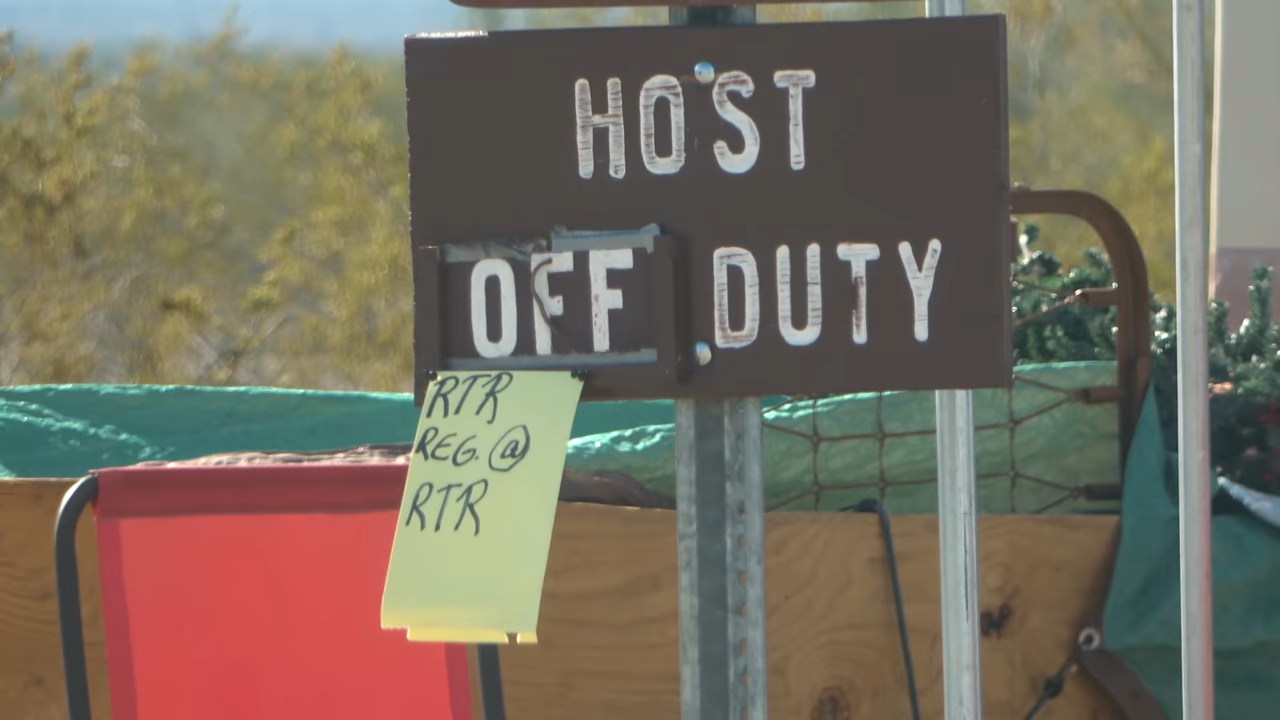 HOST
OFF DUTY
RTR
REG. @
RTR